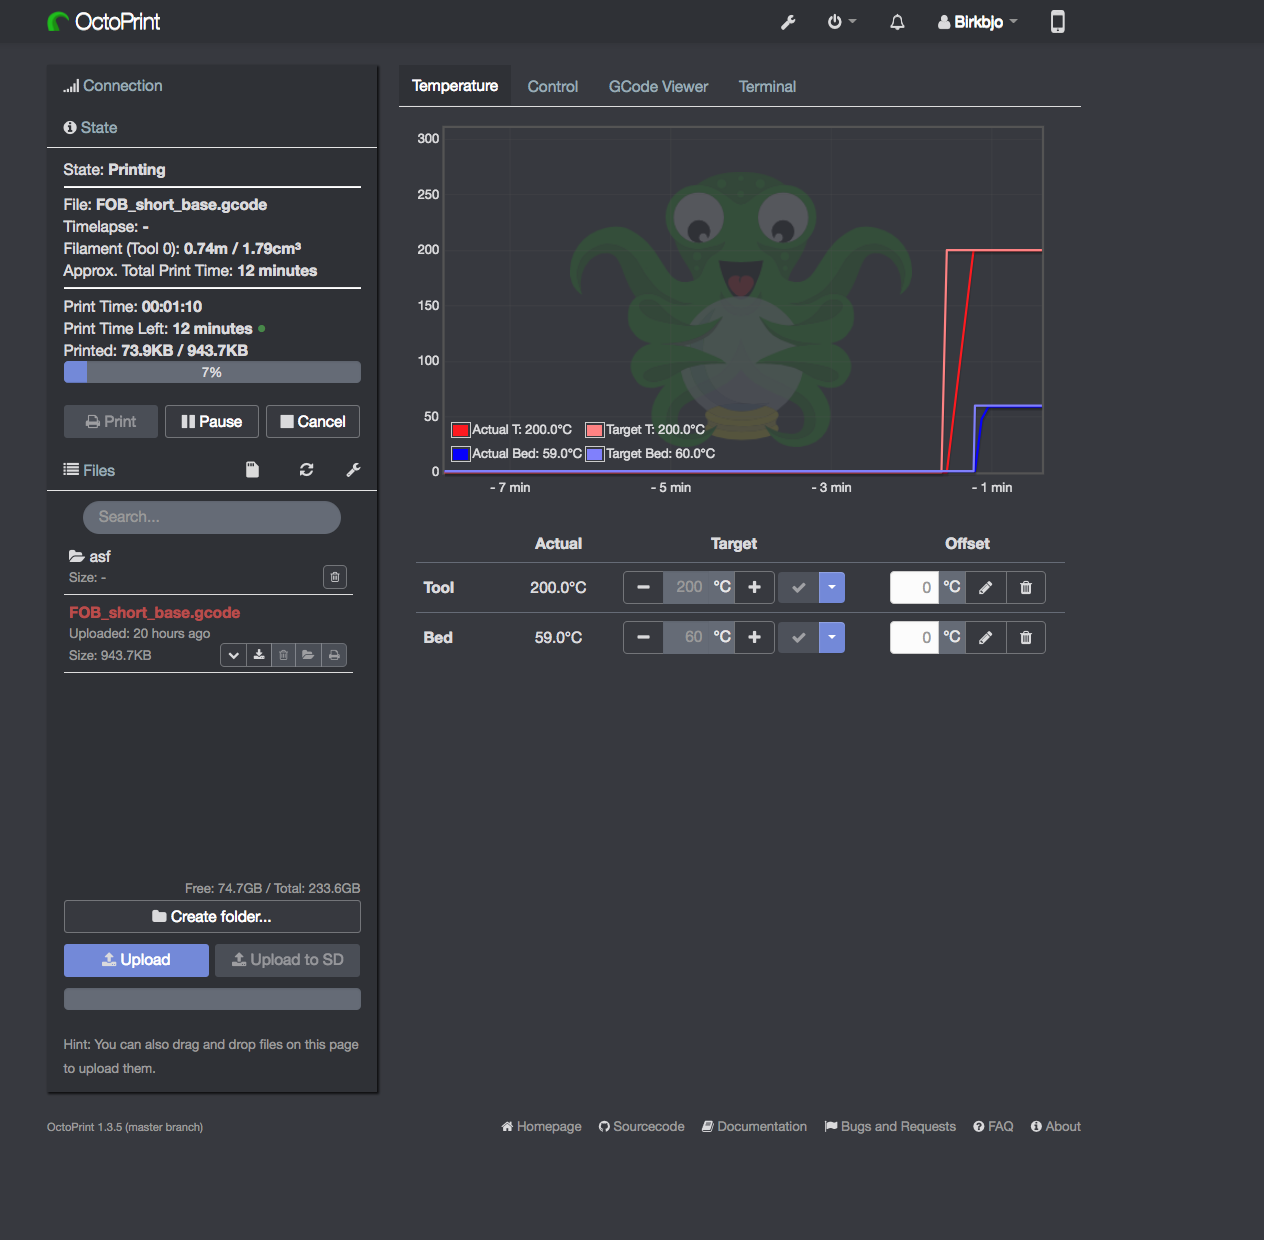 OctoPrint
Birkbjo
Connection
State
State: Printing
File: FOB_short_base.gcode
Timelapse: -
Filament (Tool 0): 0.74m / 1.79cm³
Approx. Total Print Time: 12 minutes
Print Time: 00:01:10
Print Time Left: 12 minutes
Printed: 73.9KB / 943.7KB
7%
Print Pause Cancel
Files
Search...
asf
Size: -
FOB_short_base.gcode
Uploaded: 20 hours ago
Size: 943.7KB
Free: 74.7GB / Total: 233.6GB
Create folder...
Upload Upload to SD
Hint: You can also drag and drop files on this page
to upload them.
Temperature Control GCode Viewer Terminal
300
250
200
150
100
50
0
Actual T: 200.0°C Target T: 200.0°C
Actual Bed: 59.0°C Target Bed: 60.0°C
- 7 min - 5 min - 3 min - 1 min
Actual Target Offset
Tool 200.0°C 200 °C 0 °C
Bed 59.0°C 60 °C 0 °C
OctoPrint 1.3.5 (master branch)
Homepage Sourcecode Documentation Bugs and Requests FAQ About